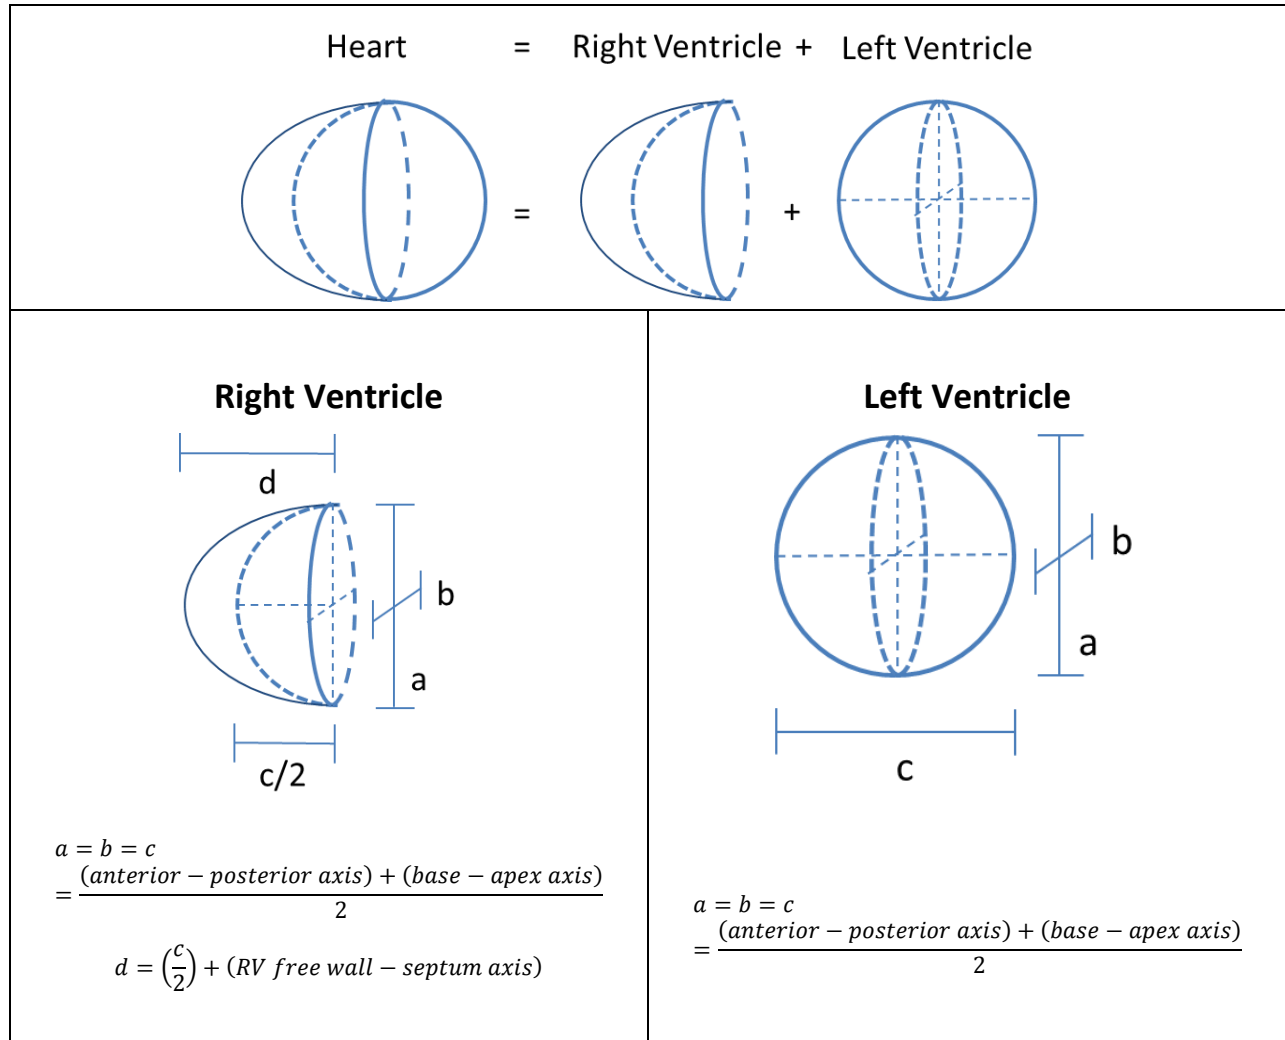 Heart = Right Ventricle + Left Ventricle
= +
Right Ventricle
d
b
a
c/2
a = b = c
= (anterior − posterior axis) + (base − apex axis)
2
d = (c/2) + (RV free wall − septum axis)
Left Ventricle
b
a
c
a = b = c
= (anterior − posterior axis) + (base − apex axis)
2